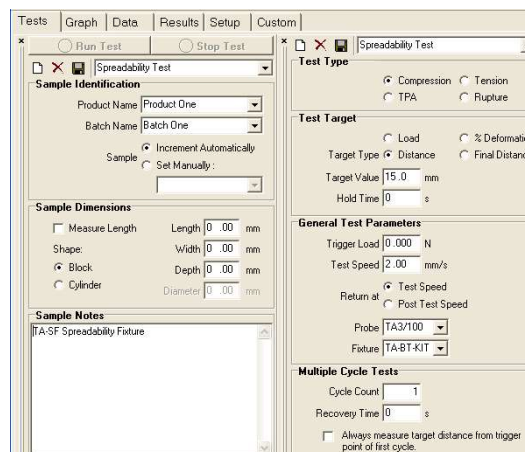 Tests Graph Data Results Setup Custom
Run Test Stop Test
Spreadability Test
Sample Identification
Product Name Product One
Batch Name Batch One
Sample Increment Automatically
Set Manually :
Sample Dimensions
Measure Length Length 0 .00 mm
Shape: Width 0 .00 mm
Block Depth 0 .00 mm
Cylinder Diameter 0 .00 mm
Sample Notes
TA-SF Spreadability Fixture
Spreadability Test
Test Type
Compression Tension
TPA Rupture
Test Target
Load % Deformati
Target Type Distance Final Distanc
Target Value 15.0 mm
Hold Time 0 s
General Test Parameters
Trigger Load 0.000 N
Test Speed 2.00 mm/s
Return at Test Speed
Post Test Speed
Probe TA3/100
Fixture TA-BT-KIT
Multiple Cycle Tests
Cycle Count 1
Recovery Time 0 s
Always measure target distance from trigger
point of first cycle.